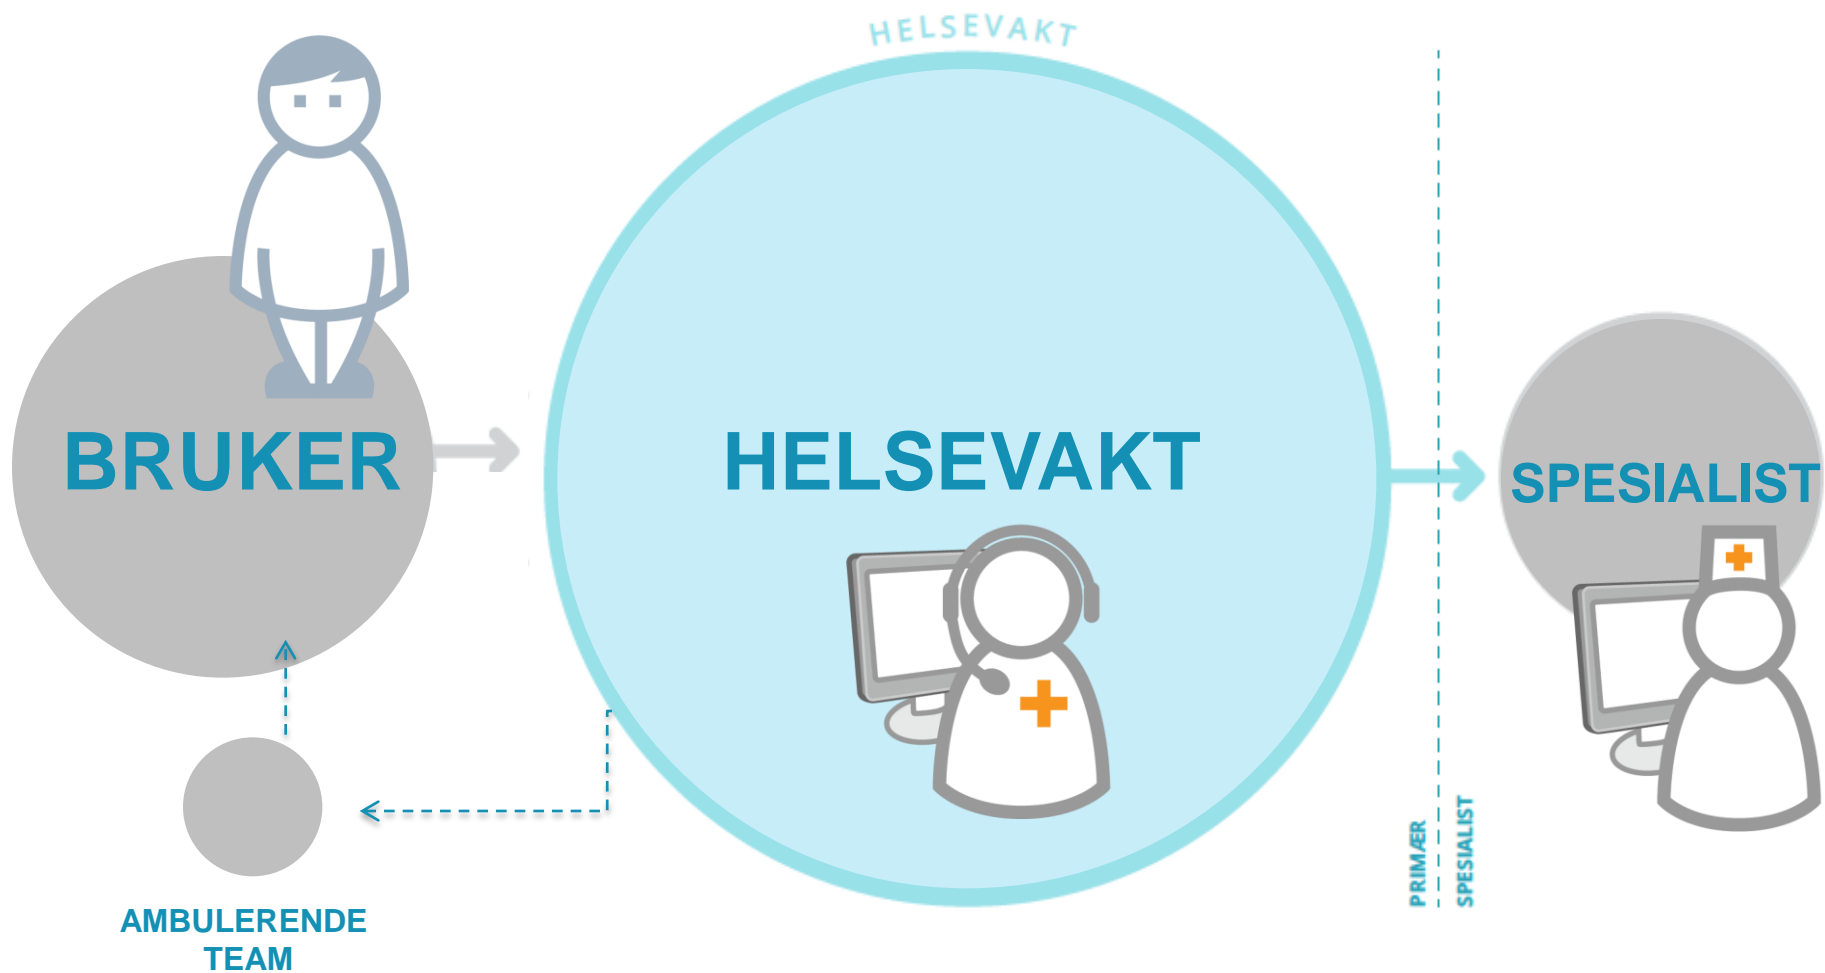 HELSEVAKT
BRUKER
HELSEVAKT
SPESIALIST
PRIMÆR
SPESIALIST
AMBULERENDE
TEAM